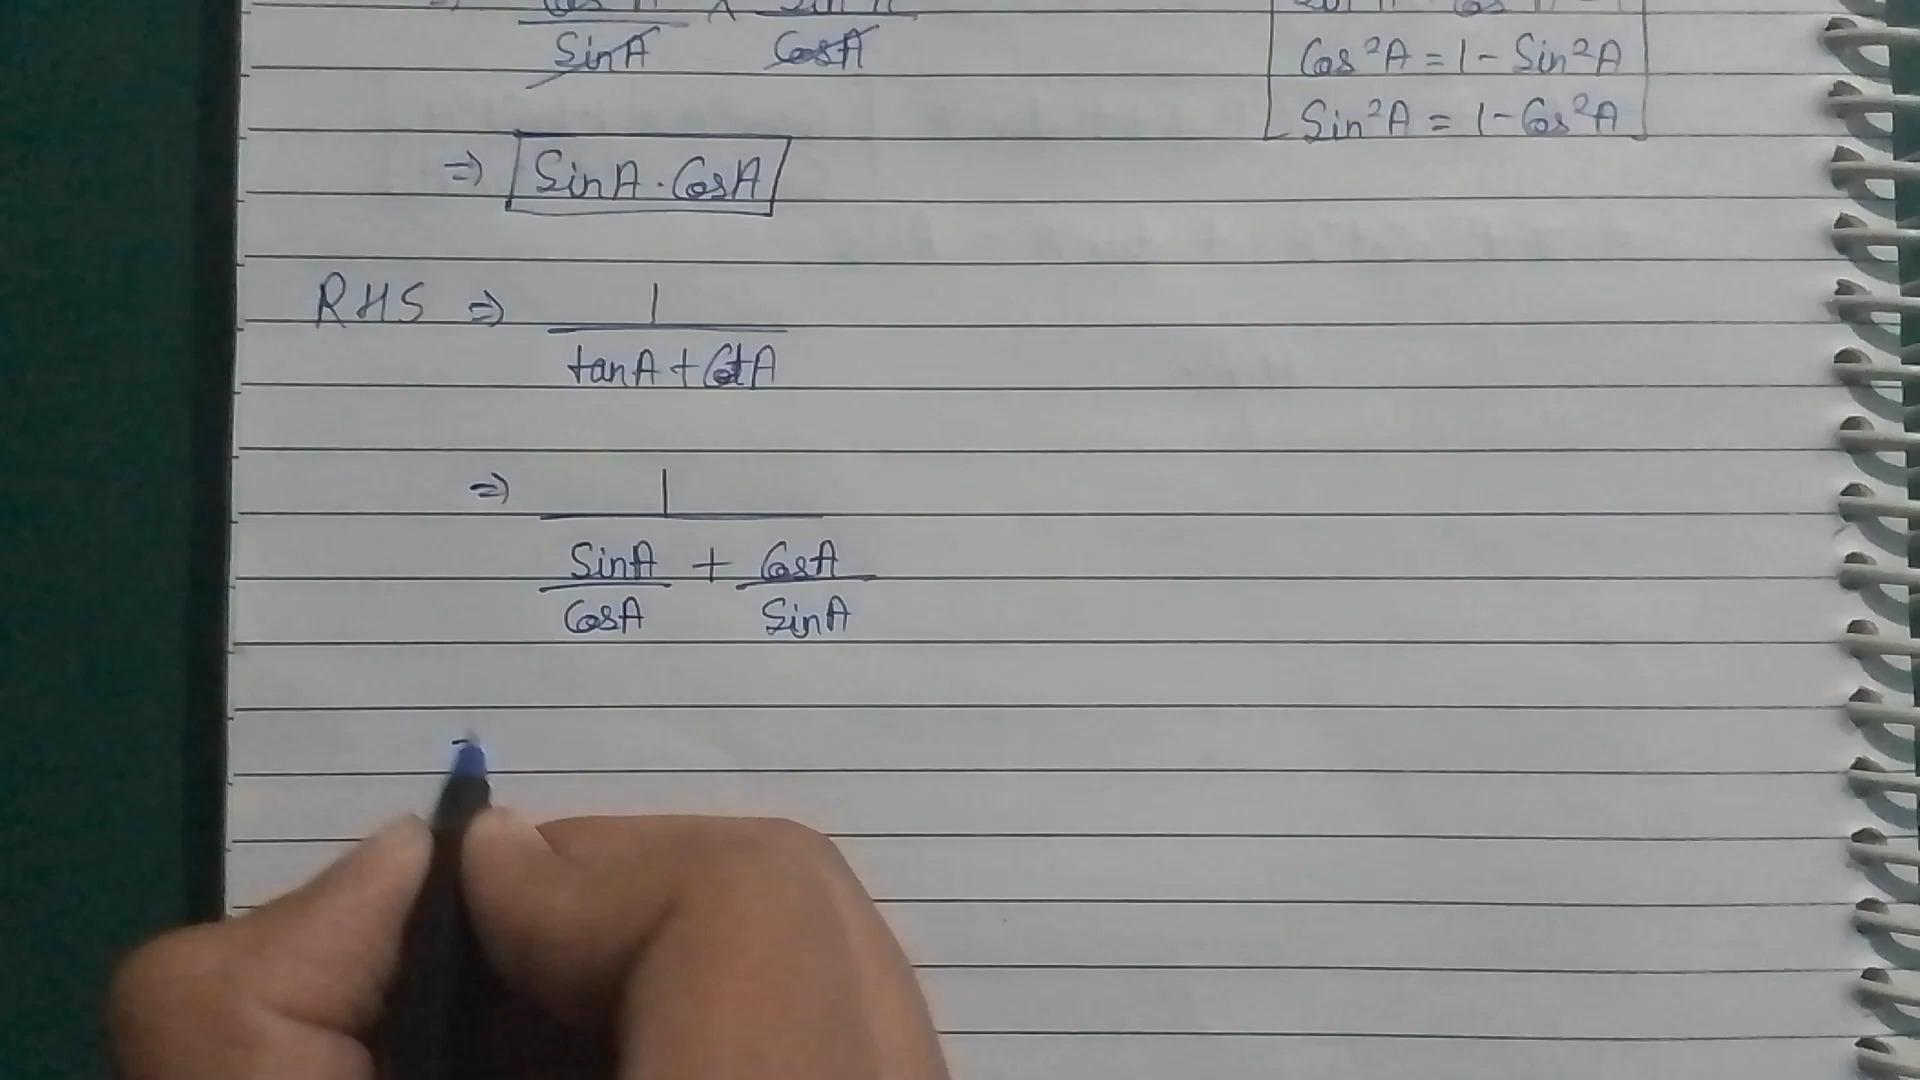 SinA CosA
Cos²A = 1 - Sin²A
Sin²A = 1 - Cos²A
=> SinA . CosA
RHS => 1
tanA + CotA
=> 1
SinA + CosA
CosA SinA